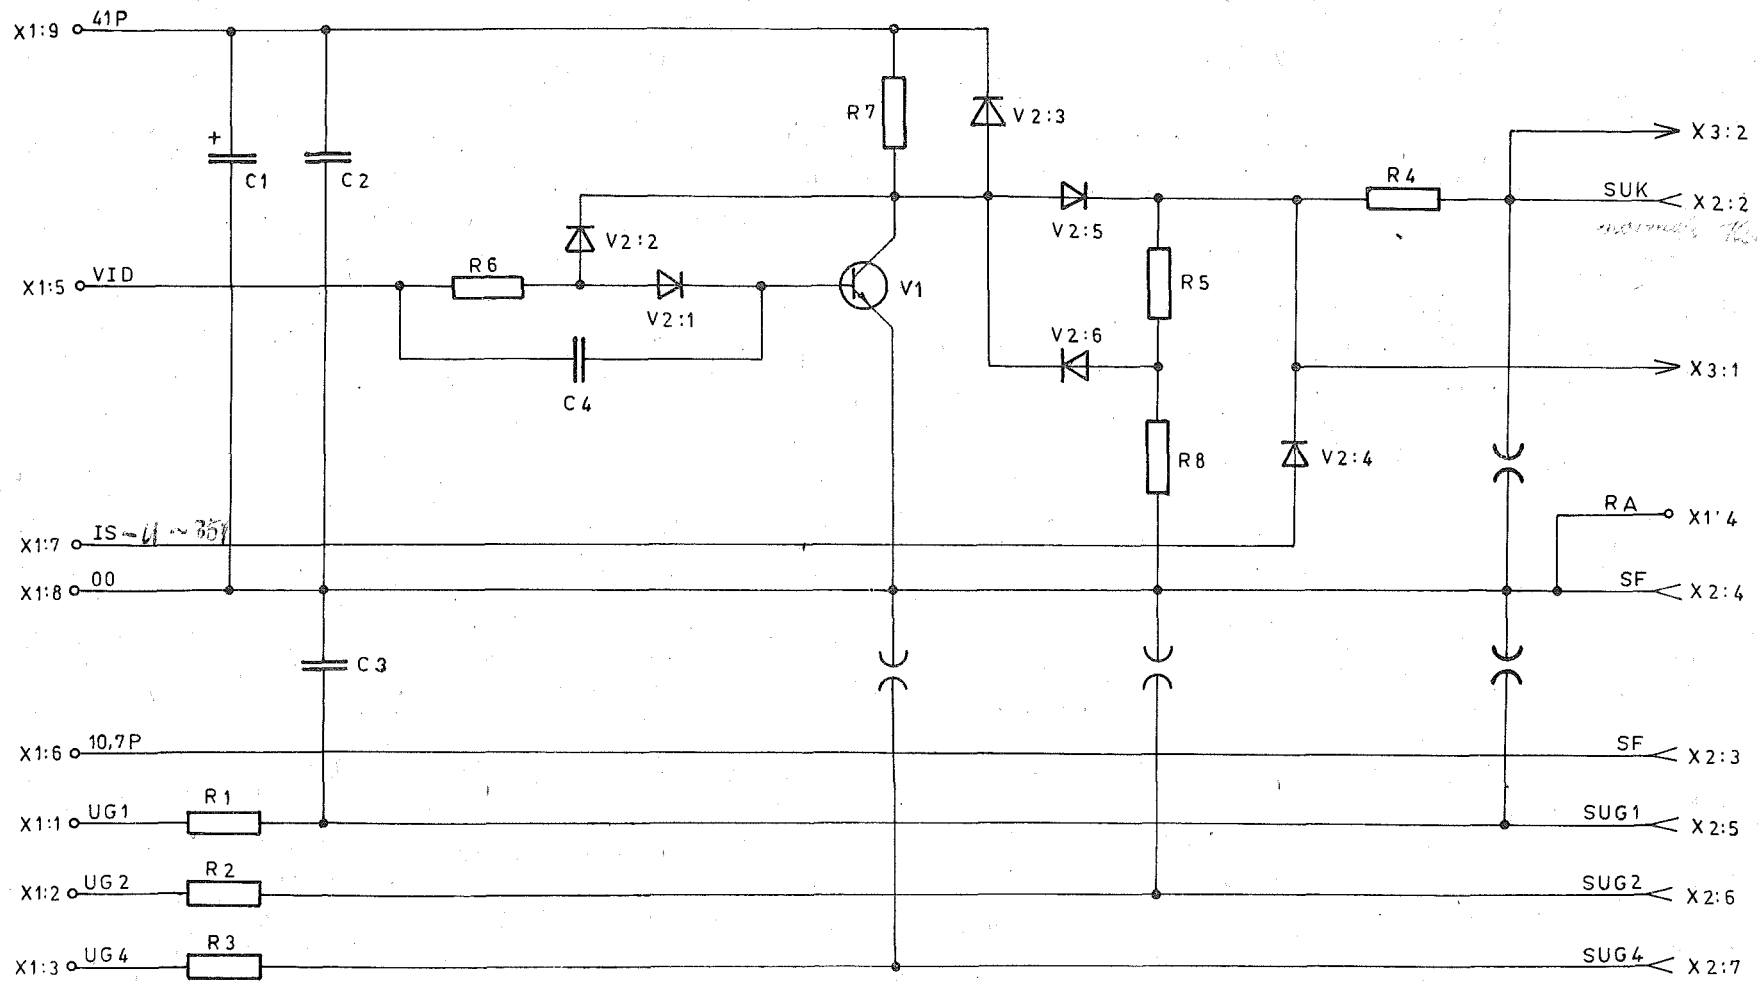 X1:9 41P
+
C1
C2
R7
V2:3
X3:2
R4
SUK
X2:2
V2:5
V2:2
R6
X1:5 VID
V2:1
V1
R5
V2:6
C4
X3:1
R8
V2:4
RA
X1'4
X1:7 IS
X1:8 00
SF
X2:4
C3
X1:6 10,7P
SF
X2:3
R1
X1:1 UG1
SUG1
X2:5
R2
X1:2 UG2
SUG2
X2:6
R3
X1:3 UG4
SUG4
X2:7